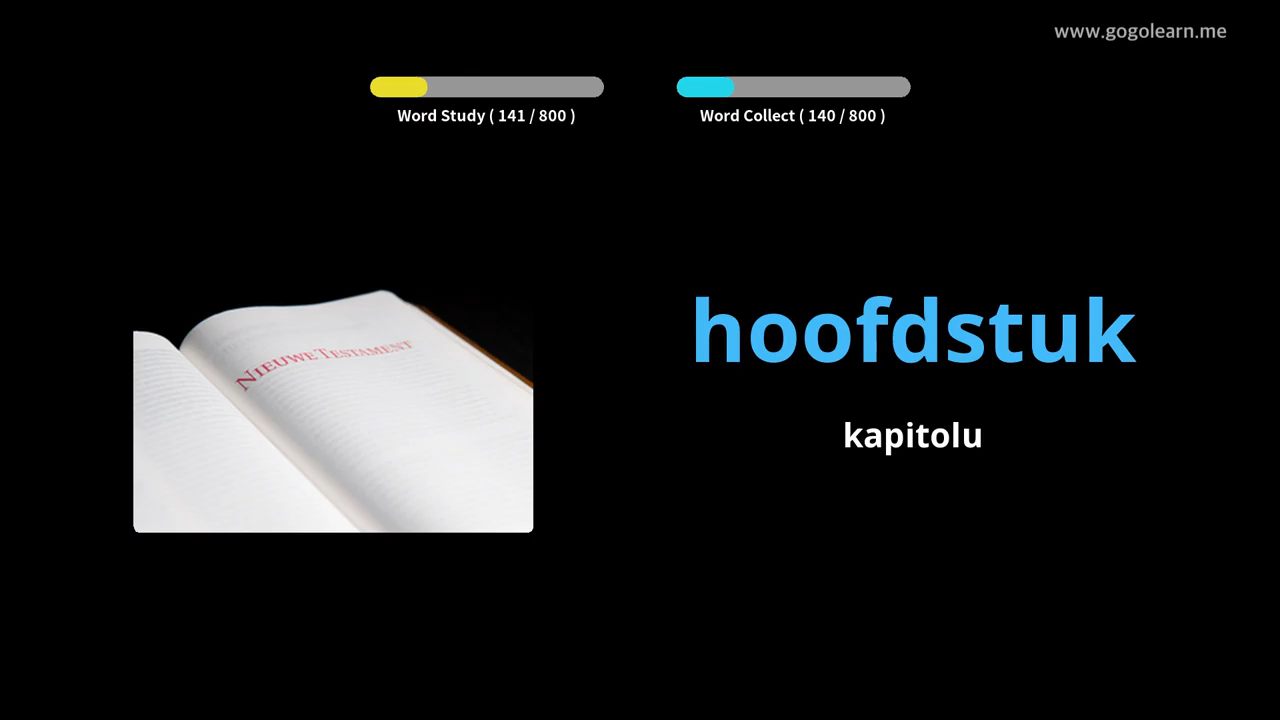 www.gogolearn.me
Word Study ( 141 / 800 )
Word Collect ( 140 / 800 )
NIEUWE TESTAMENT
hoofdstuk
kapitolu